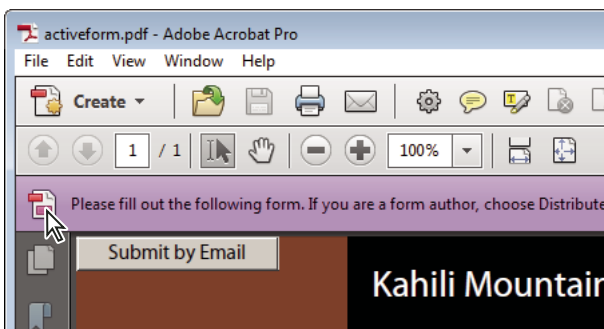 activeform.pdf - Adobe Acrobat Pro
File Edit View Window Help
Create
1 / 1 100%
Please fill out the following form. If you are a form author, choose Distribute
Submit by Email
Kahili Mountain